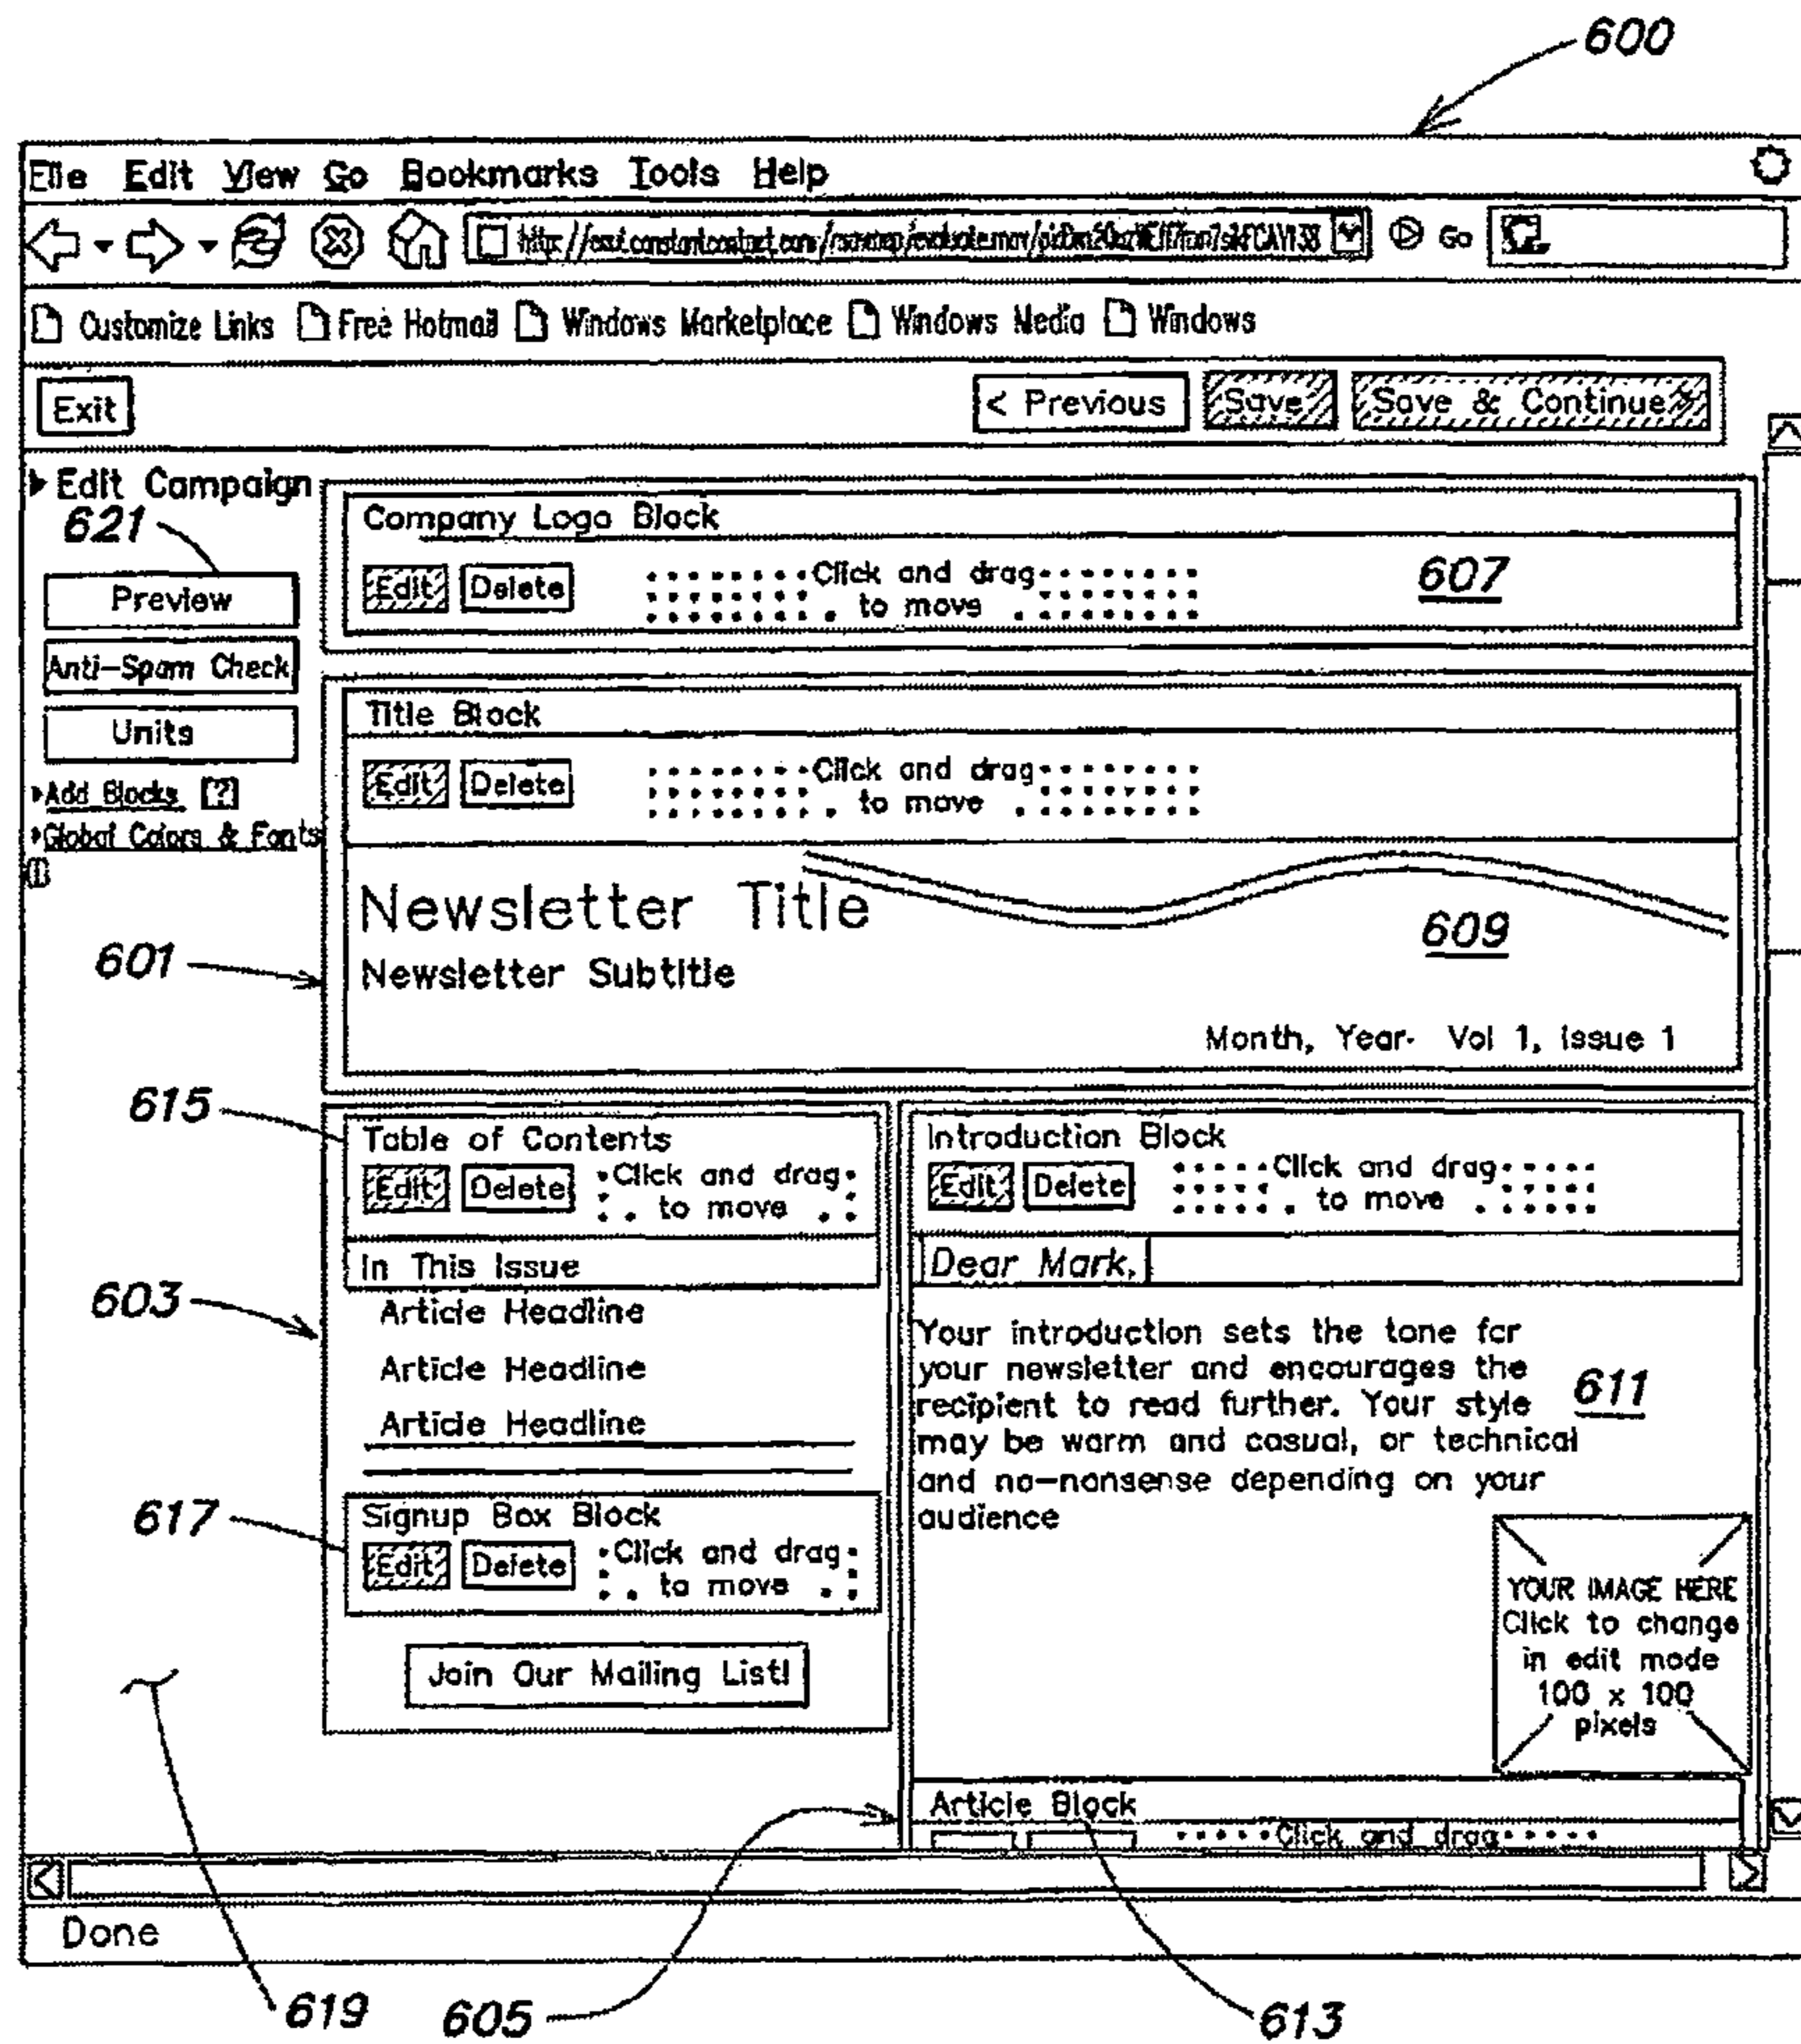 600
File Edit View Go Bookmarks Tools Help
Go
Customize Links Free Hotmail Windows Marketplace Windows Media Windows
Exit < Previous Save Save & Continue >
Edit Campaign
621
Preview
Anti-Spam Check
Units
Add Blocks [?]
Global Colors & Fonts
Company Logo Block
Edit Delete Click and drag
to move
607
Title Block
Edit Delete Click and drag
to move
Newsletter Title
609
601
Newsletter Subtitle
Month, Year- Vol 1, Issue 1
615
Table of Contents
Edit Delete Click and drag
to move
In This Issue
603
Article Headline
Article Headline
Article Headline
617
Signup Box Block
Edit Delete Click and drag
to move
Join Our Mailing List!
Introduction Block
Edit Delete Click and drag
to move
Dear Mark,
Your introduction sets the tone for
your newsletter and encourages the
recipient to read further. Your style
611
may be warm and casual, or technical
and no-nonsense depending on your
audience
YOUR IMAGE HERE
Click to change
in edit mode
100 x 100
pixels
Article Block
Click and drag
Done
619 605 613